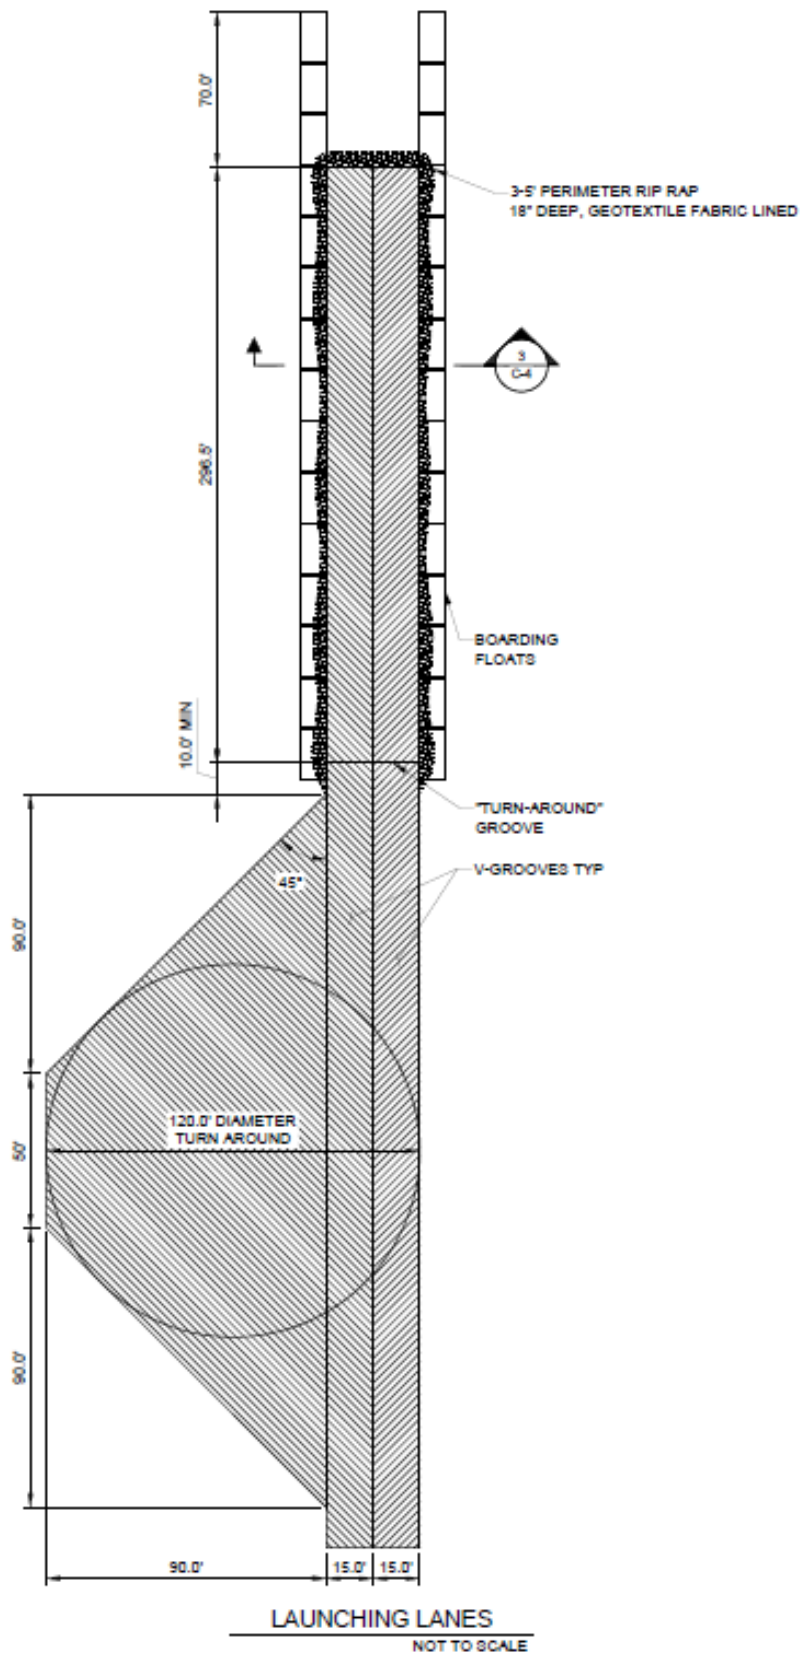 70.0'
3-5' PERIMETER RIP RAP
18" DEEP, GEOTEXTILE FABRIC LINED
3
C-4
296.5'
BOARDING
FLOATS
10.0' MIN
"TURN-AROUND"
GROOVE
V-GROOVES TYP
45°
90.0'
120.0' DIAMETER
TURN AROUND
50'
90.0'
90.0'
15.0'
15.0'
LAUNCHING LANES
NOT TO SCALE